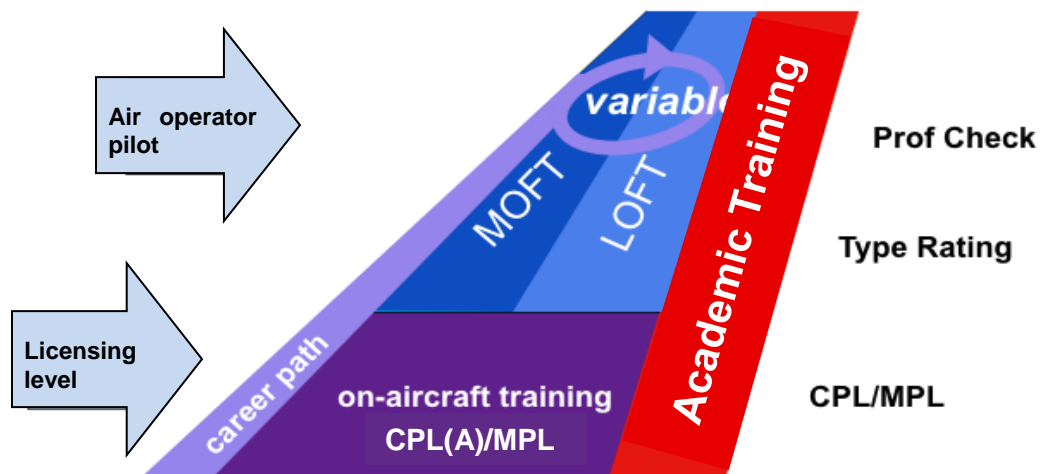 Air operator
pilot
variable
Prof Check
MOFT
LOFT
Academic Training
Type Rating
Licensing
level
career path
on-aircraft training
CPL(A)/MPL
CPL/MPL